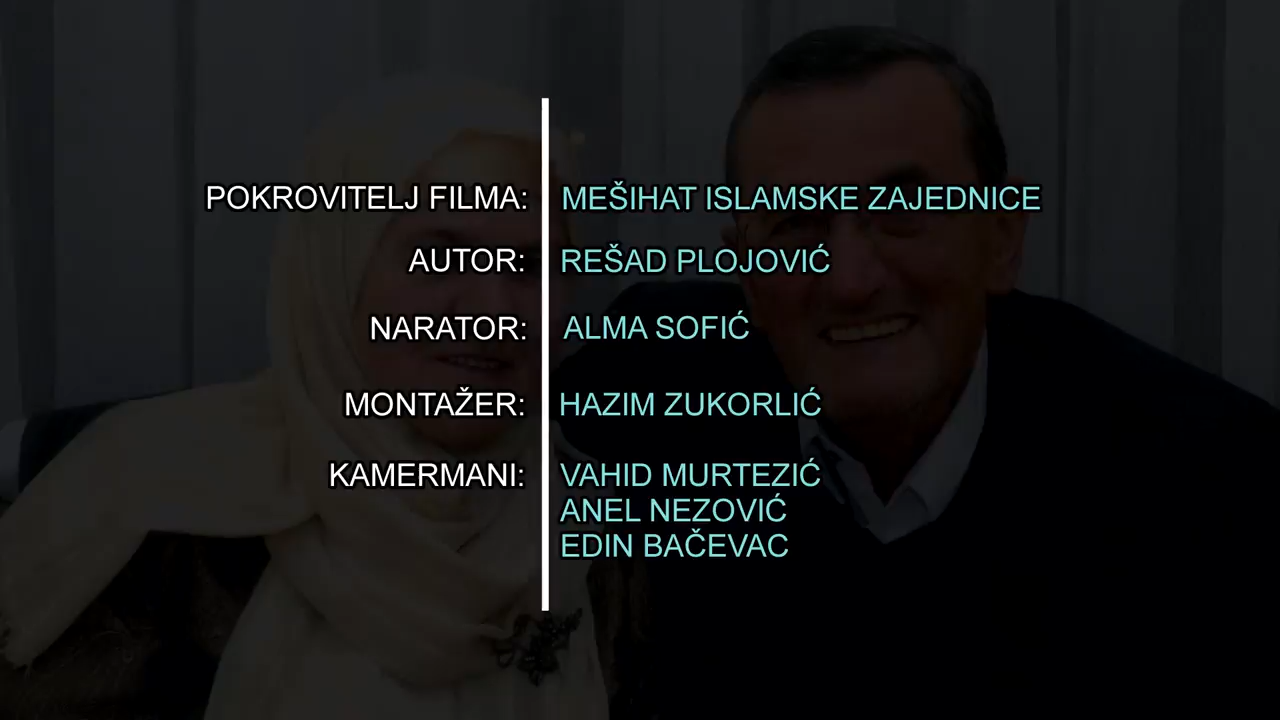 POKROVITELJ FILMA: MEŠIHAT ISLAMSKE ZAJEDNICE
AUTOR: REŠAD PLOJOVIĆ
NARATOR: ALMA SOFIĆ
MONTAŽER: HAZIM ZUKORLIĆ
KAMERMANI: VAHID MURTEZIĆ
ANEL NEZOVIĆ
EDIN BAČEVAC